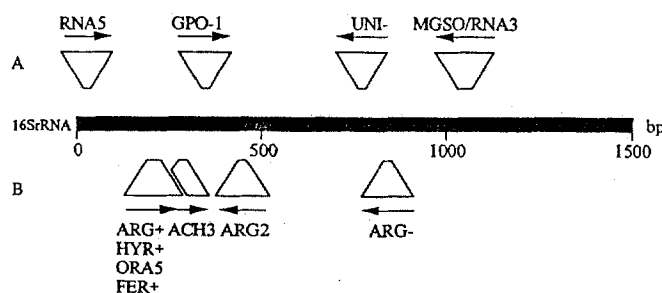 RNA5 GPO-1 UNI- MGSO/RNA3
A
16SrRNA bp
0 500 1000 1500
B
ARG+ ACH3 ARG2 ARG-
HYR+
ORA5
FER+